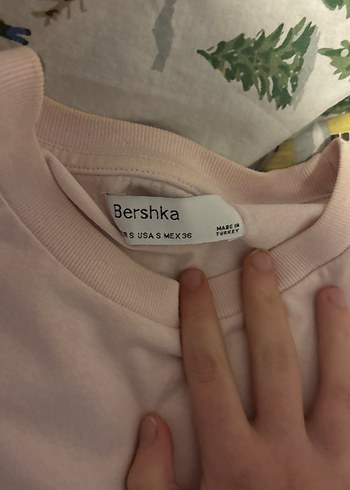 Bershka
S USA S MEX 36
MADE IN
TURKEY